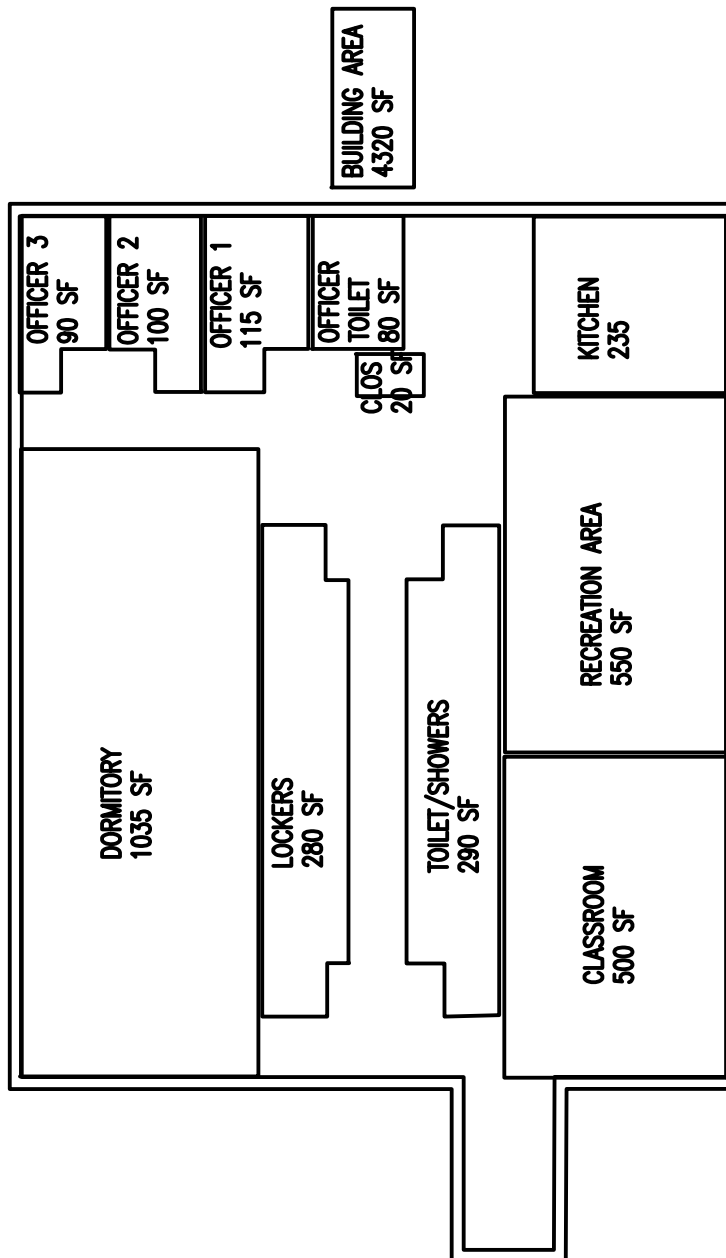 BUILDING AREA
4320 SF
OFFICER 3
90 SF
OFFICER 2
100 SF
OFFICER 1
115 SF
OFFICER
TOILET
80 SF
CLOS
20 SF
KITCHEN
235
DORMITORY
1035 SF
LOCKERS
280 SF
TOILET/SHOWERS
290 SF
RECREATION AREA
550 SF
CLASSROOM
500 SF